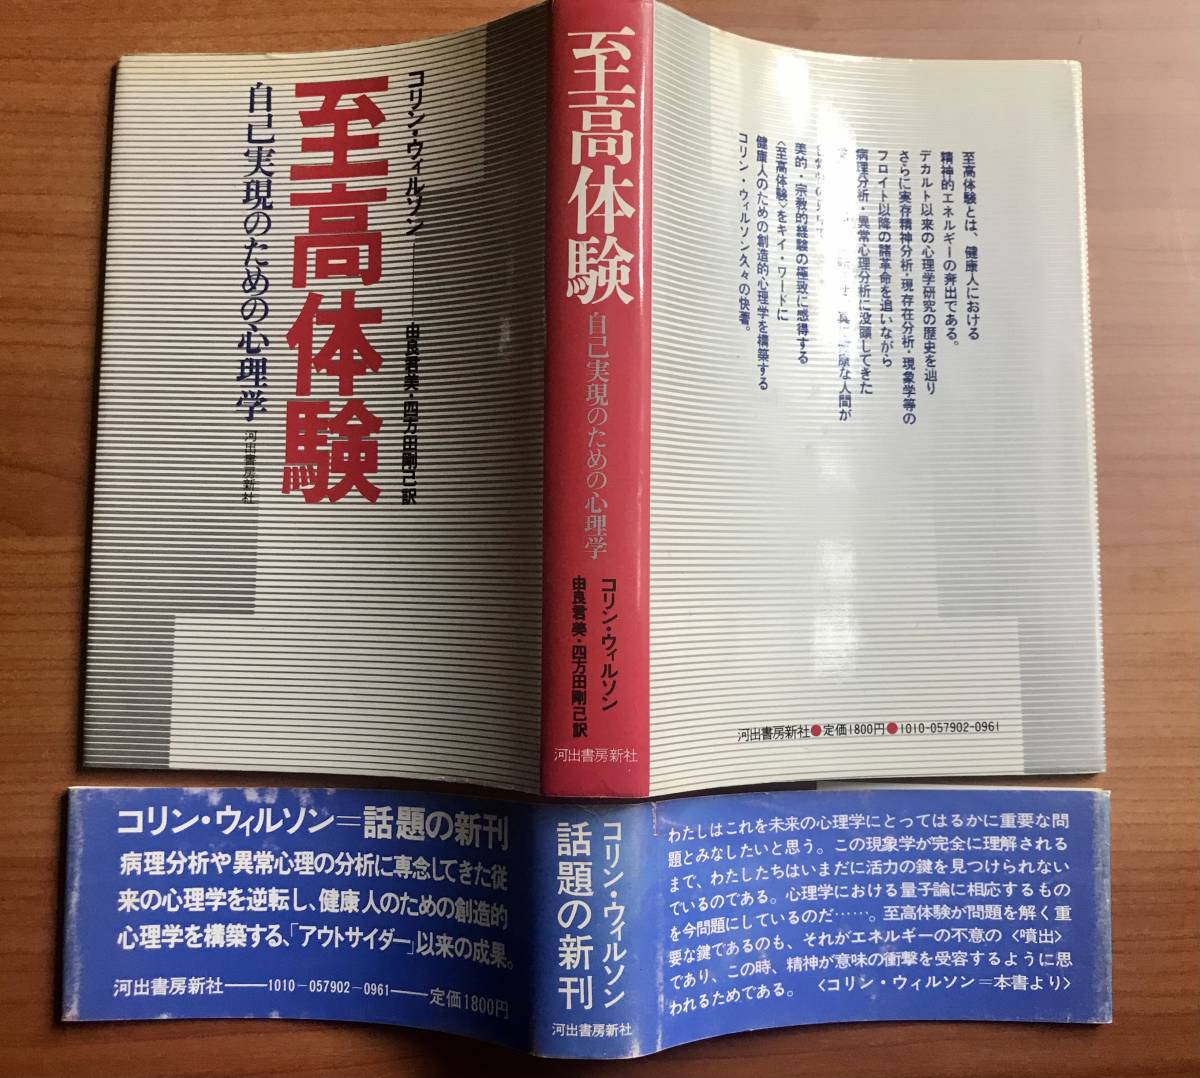 コリン・ウィルソン――由良君美・四方田剛己訳
至高体験
自己実現のための心理学
河出書房新社
至高体験
自己実現のための心理学
コリン・ウィルソン
由良君美・四方田剛己訳
河出書房新社
至高体験とは、健康人における
精神的エネルギーの奔出である。
デカルト以来の心理学研究の歴史を辿り
さらに実存精神分析・現存在分析・現象学等の
フロイト以降の諸革命を追いながら
病理分析・異常心理分析に没頭してきた
な人間が
美的・宗教的経験の極致に感得する
〈至高体験〉をキイ・ワードに
健康人のための創造的心理学を構築する
コリン・ウィルソン久々の快著。
河出書房新社●定価1800円●1010-057902-0961
コリン・ウィルソン＝話題の新刊
病理分析や異常心理の分析に専念してきた従
来の心理学を逆転し、健康人のための創造的
心理学を構築する、「アウトサイダー」以来の成果。
河出書房新社――1010-057902-0961――定価1800円
コリン・ウィルソン
話題の新刊
河出書房新社
わたしはこれを未来の心理学にとってはるかに重要な問
題とみなしたいと思う。この現象学が完全に理解される
まで、わたしたちはいまだに活力の鍵を見つけられない
でいるのである。心理学における量子論に相応するもの
を今問題にしているのだ……。至高体験が問題を解く重
要な鍵であるのも、それがエネルギーの不意の〈噴出〉
であり、この時、精神が意味の衝撃を受容するように思
われるためである。〈コリン・ウィルソン＝本書より〉